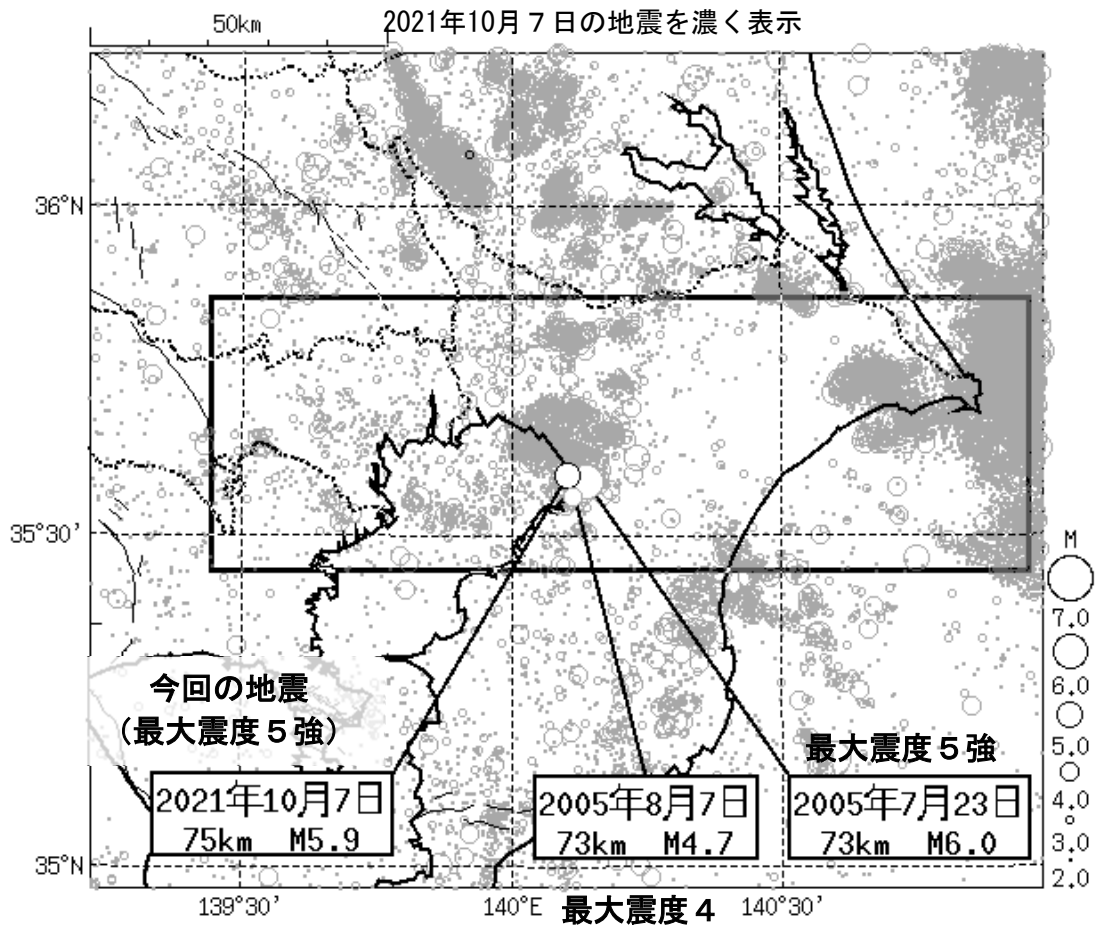 2021年10月７日の地震を濃く表示
50km
36°N
35°30'
35°N
139°30'
140°E
140°30'
M
7.0
6.0
5.0
4.0
3.0
2.0
今回の地震
（最大震度５強）
2021年10月7日
75km M5.9
2005年8月7日
73km M4.7
最大震度４
最大震度５強
2005年7月23日
73km M6.0